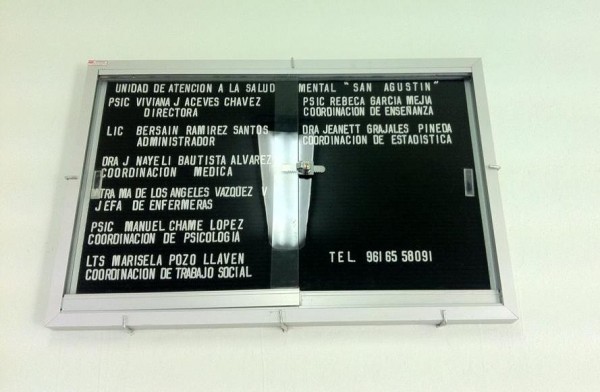 UNIDAD DE ATENCION A LA SALUD MENTAL "SAN AGUSTIN"
PSIC VIVIANA J ACEVES CHAVEZ
DIRECTORA
LIC BERSAIN RAMIREZ SANTOS
ADMINISTRADOR
DRA J NAYELI BAUTISTA ALVAREZ
COORDINACION MEDICA
MTRA MA DE LOS ANGELES VAZQUEZ V
JEFA DE ENFERMERAS
PSIC MANUEL CHAME LOPEZ
COORDINACION DE PSICOLOGIA
LTS MARISELA POZO LLAVEN
COORDINACION DE TRABAJO SOCIAL
PSIC REBECA GARCIA MEJIA
COORDINACION DE ENSEÑANZA
DRA JEANETT GRAJALES PINEDA
COORDINACION DE ESTADISTICA
TEL 961 65 58091